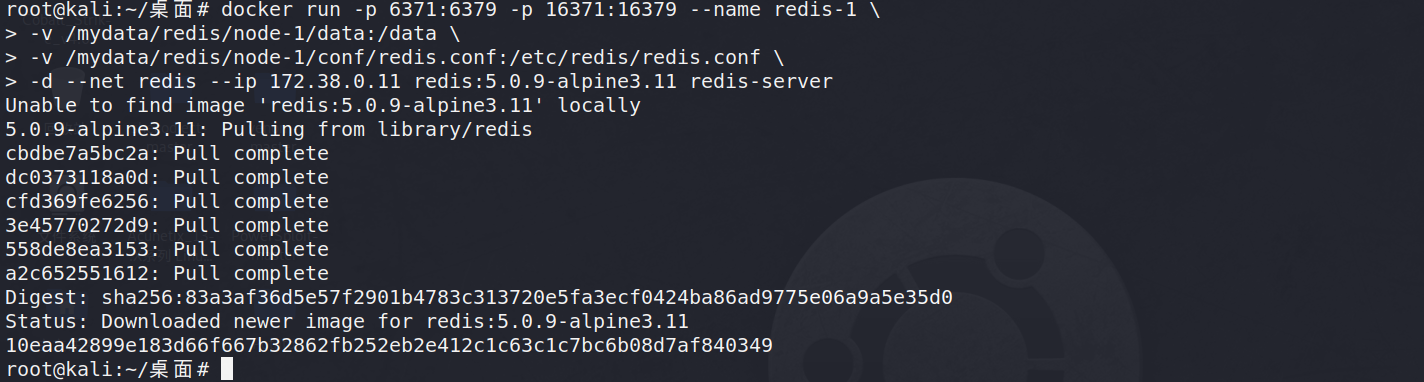 root@kali:~/桌面# docker run -p 6371:6379 -p 16371:16379 --name redis-1 \
> -v /mydata/redis/node-1/data:/data \
> -v /mydata/redis/node-1/conf/redis.conf:/etc/redis/redis.conf \
> -d --net redis --ip 172.38.0.11 redis:5.0.9-alpine3.11 redis-server
Unable to find image 'redis:5.0.9-alpine3.11' locally
5.0.9-alpine3.11: Pulling from library/redis
cbdbe7a5bc2a: Pull complete
dc0373118a0d: Pull complete
cfd369fe6256: Pull complete
3e45770272d9: Pull complete
558de8ea3153: Pull complete
a2c652551612: Pull complete
Digest: sha256:83a3af36d5e57f2901b4783c313720e5fa3ecf0424ba86ad9775e06a9a5e35d0
Status: Downloaded newer image for redis:5.0.9-alpine3.11
10eaa42899e183d66f667b32862fb252eb2e412c1c63c1c7bc6b08d7af840349
root@kali:~/桌面#